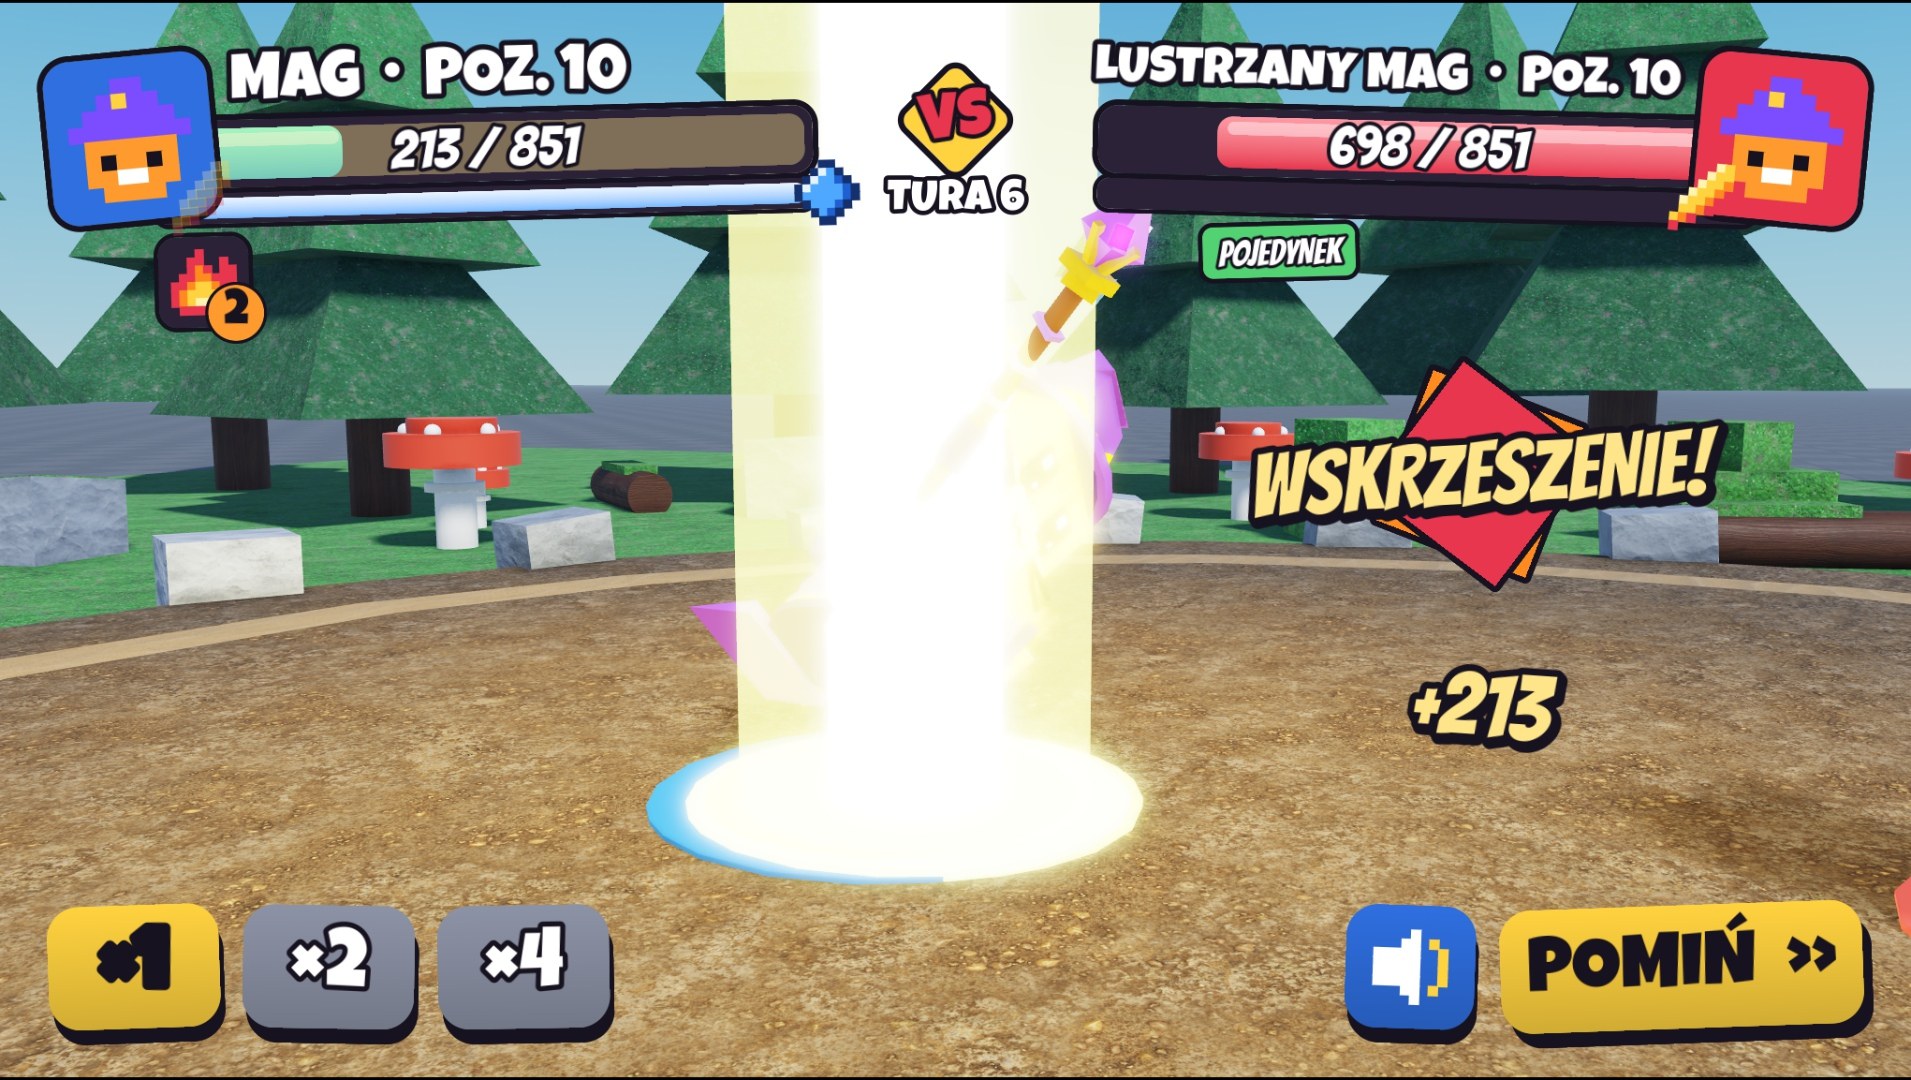 MAG • POZ. 10
213 / 851
2
VS
TURA 6
LUSTRZANY MAG • POZ. 10
698 / 851
POJEDYNEK
WSKRZESZENIE!
+213
×1
×2
×4
POMIŃ »